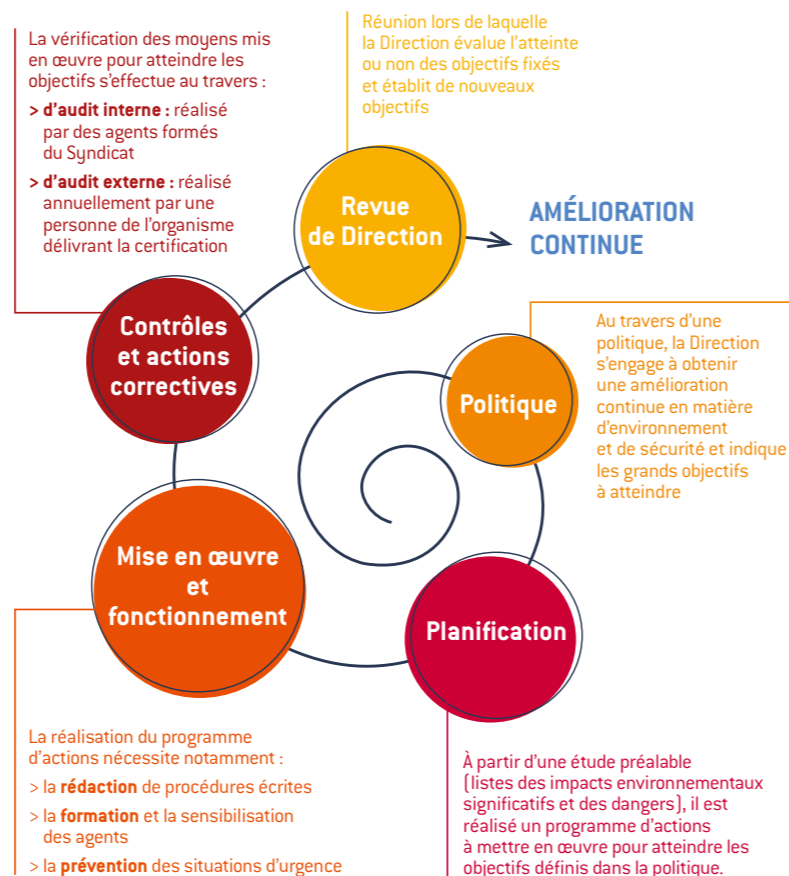 La vérification des moyens mis
en œuvre pour atteindre les
objectifs s'effectue au travers :
> d'audit interne : réalisé
par des agents formés
du Syndicat
> d'audit externe : réalisé
annuellement par une
personne de l'organisme
délivrant la certification
Réunion lors de laquelle
la Direction évalue l'atteinte
ou non des objectifs fixés
et établit de nouveaux
objectifs
Revue
de Direction
AMÉLIORATION
CONTINUE
Contrôles
et actions
correctives
Politique
Au travers d'une
politique, la Direction
s'engage à obtenir
une amélioration
continue en matière
d'environnement
et de sécurité et indique
les grands objectifs
à atteindre
Mise en œuvre
et
fonctionnement
Planification
La réalisation du programme
d'actions nécessite notamment :
> la rédaction de procédures écrites
> la formation et la sensibilisation
des agents
> la prévention des situations d'urgence
À partir d'une étude préalable
(listes des impacts environnementaux
significatifs et des dangers), il est
réalisé un programme d'actions
à mettre en œuvre pour atteindre les
objectifs définis dans la politique.